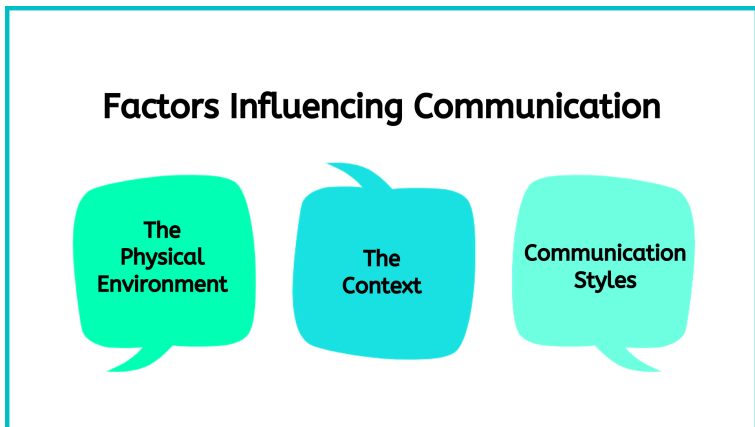 Factors Influencing Communication
The
Physical
Environment
The
Context
Communication
Styles